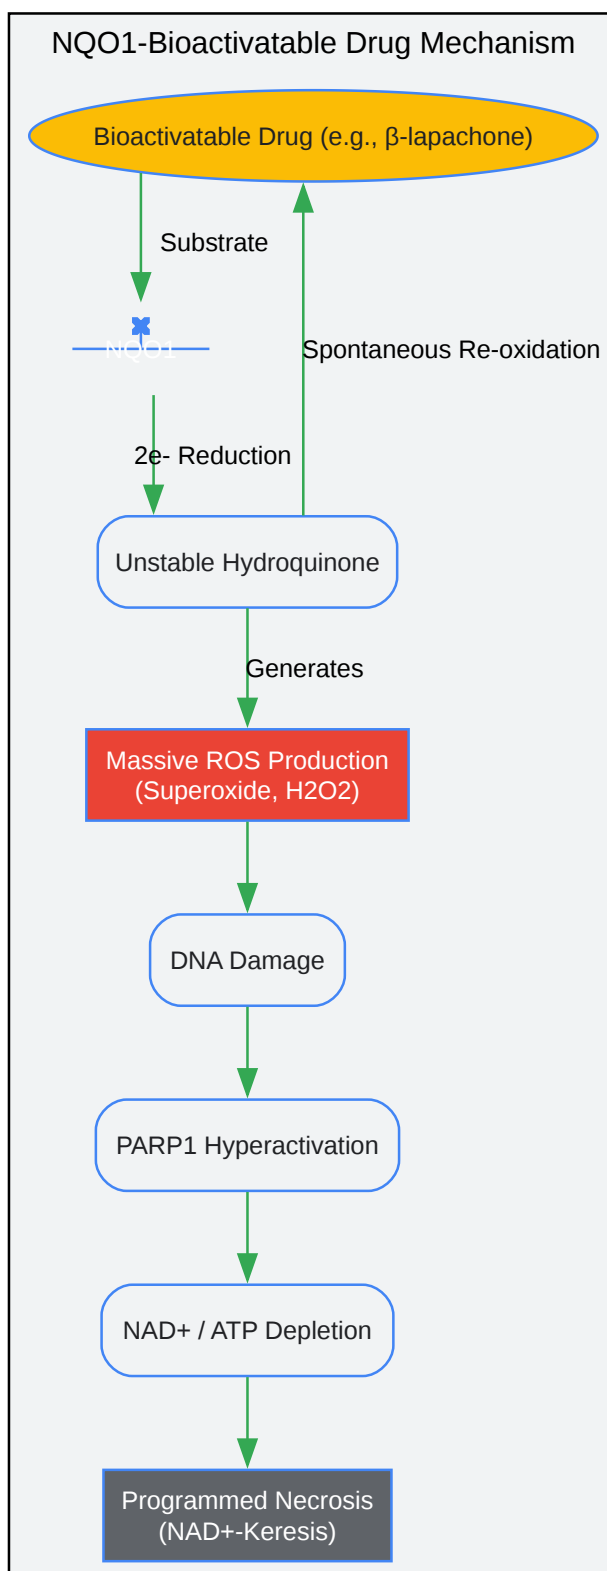 NQO1-Bioactivatable Drug Mechanism
Bioactivatable Drug (e.g., β-lapachone)
Substrate
NQO1
Spontaneous Re-oxidation
2e- Reduction
Unstable Hydroquinone
Generates
Massive ROS Production
(Superoxide, H2O2)
DNA Damage
PARP1 Hyperactivation
NAD+ / ATP Depletion
Programmed Necrosis
(NAD+-Keresis)